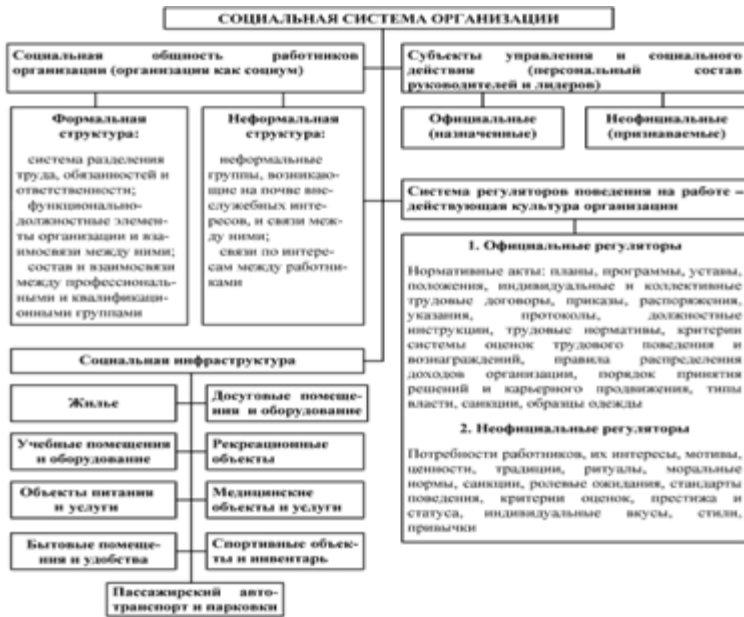 СОЦИАЛЬНАЯ СИСТЕМА ОРГАНИЗАЦИИ
Социальная общность работников
организации (организация как социум)
Формальная
структура:
система разделения
труда, обязанностей и
ответственности;
функционально-
должностные элемен-
ты организации и вза-
имосвязи между ними;
состав и взаимосвязи
между профессиональ-
ными и квалификаци-
онными группами
Неформальная
структура:
неформальные
группы, возникаю-
щие на почве вне-
служебных инте-
ресов, и связи меж-
ду ними;
связи по интере-
сам между работни-
ками
Субъекты управления и социального
действия (персональный состав
руководителей и лидеров)
Официальные
(назначенные)
Неофициальные
(признаваемые)
Система регуляторов поведения на работе –
действующая культура организации
1. Официальные регуляторы
Нормативные акты: планы, программы, уставы,
положения, индивидуальные и коллективные
трудовые договоры, приказы, распоряжения,
указания, протоколы, должностные
инструкции, трудовые нормативы, критерии
системы оценок трудового поведения и
вознаграждений, правила распределения
доходов организации, порядок принятия
решений и карьерного продвижения, типы
власти, санкции, образцы одежды
2. Неофициальные регуляторы
Потребности работников, их интересы, мотивы,
ценности, традиции, ритуалы, моральные
нормы, санкции, ролевые ожидания, стандарты
поведения, критерии оценок, престижа и
статуса, индивидуальные вкусы, стили,
привычки
Социальная инфраструктура
Жилье
Досуговые помеще-
ния и оборудование
Учебные помещения
и оборудование
Рекреационные
объекты
Объекты питания
и услуги
Медицинские
объекты и услуги
Бытовые помеще-
ния и удобства
Спортивные объек-
ты и инвентарь
Пассажирский авто-
транспорт и парковки